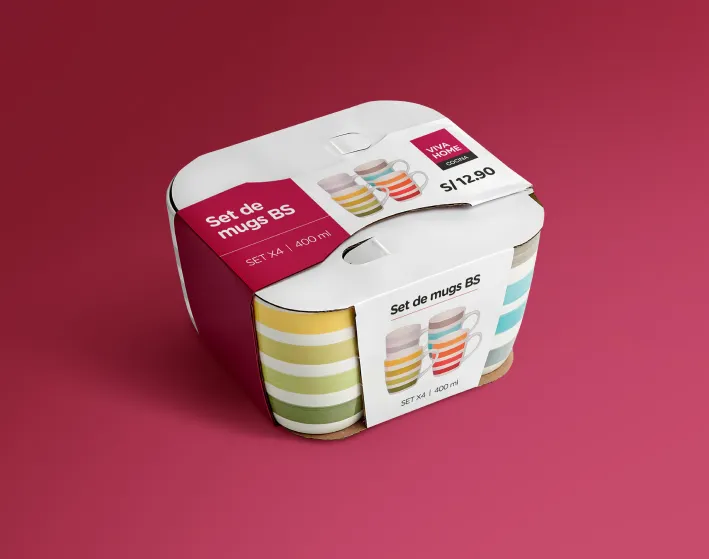 Set de
mugs BS
SET X4 | 400 ml
VIVA
HOME
COCINA
S/ 12.90
Set de mugs BS
SET X4 | 400 ml